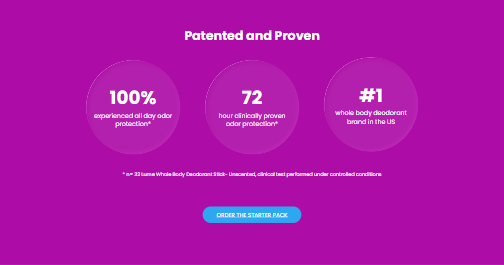 Patented and Proven
100%
experienced all day odor
protection*
72
hour clinically proven
odor protection*
#1
whole body deodorant
brand in the US
* n= 33 Lume Whole Body Deodorant Stick- Unscented, clinical test performed under controlled conditions
ORDER THE STARTER PACK